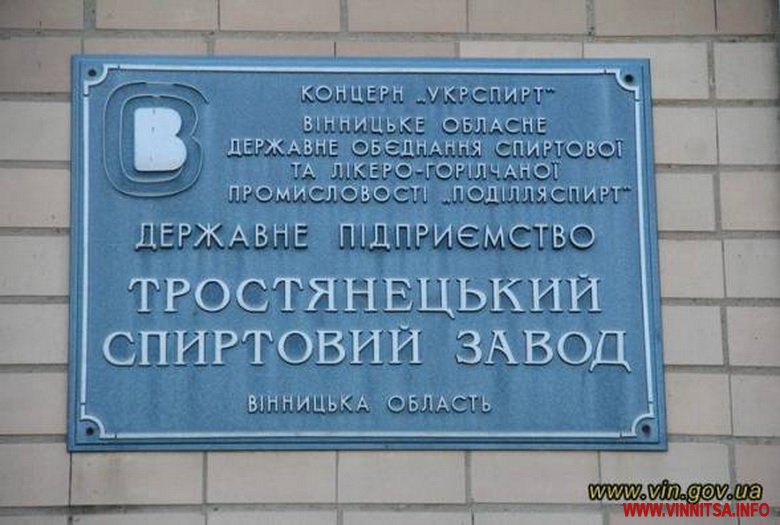 В
КОНЦЕРН „УКРСПИРТ"
ВІННИЦЬКЕ ОБЛАСНЕ
ДЕРЖАВНЕ ОБЄДНАННЯ СПИРТОВОЇ
ТА ЛІКЕРО-ГОРІЛЧАНОЇ
ПРОМИСЛОВОСТІ „ПОДІЛЛЯСПИРТ"
ДЕРЖАВНЕ ПІДПРИЄМСТВО
ТРОСТЯНЕЦЬКИЙ
СПИРТОВИЙ ЗАВОД
ВІННИЦЬКА ОБЛАСТЬ
www.vin.gov.ua
WWW.VINNITSA.INFO